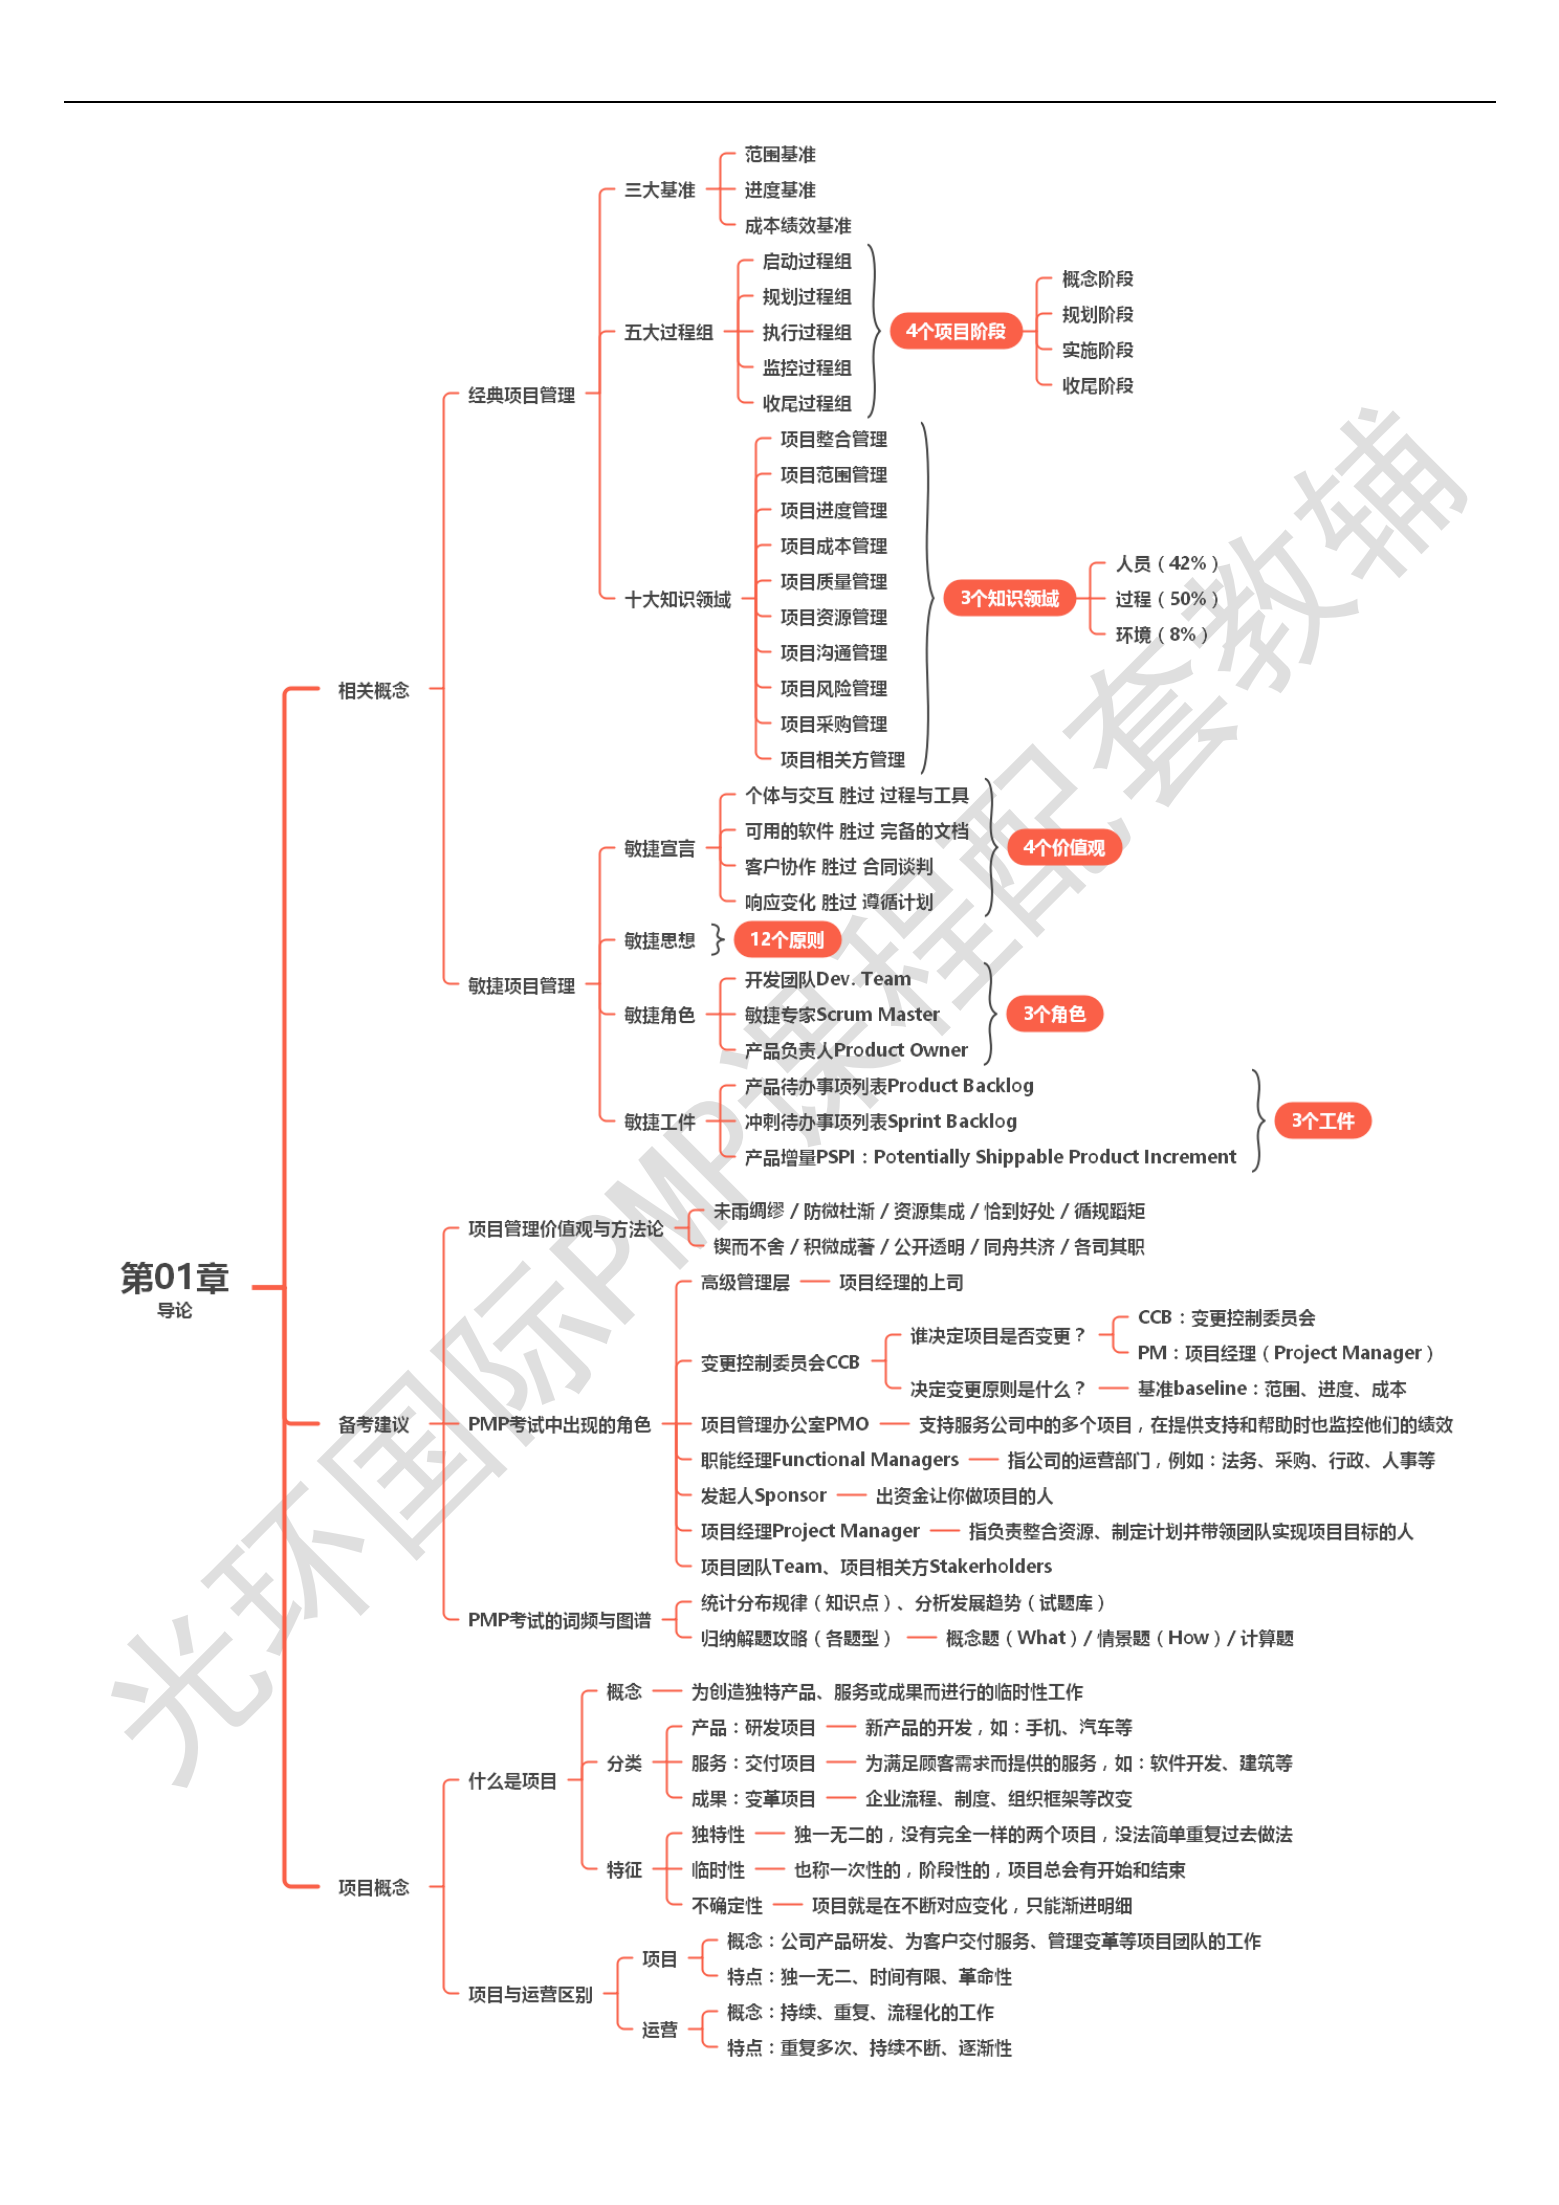 第01章
导论
相关概念
经典项目管理
三大基准
范围基准
进度基准
成本绩效基准
五大过程组
启动过程组
规划过程组
执行过程组
监控过程组
收尾过程组
4个项目阶段
概念阶段
规划阶段
实施阶段
收尾阶段
十大知识领域
项目整合管理
项目范围管理
项目进度管理
项目成本管理
项目质量管理
项目资源管理
项目沟通管理
项目风险管理
项目采购管理
项目相关方管理
3个知识领域
人员（42%）
过程（50%）
环境（8%）
敏捷项目管理
敏捷宣言
个体与交互 胜过 过程与工具
可用的软件 胜过 完备的文档
客户协作 胜过 合同谈判
响应变化 胜过 遵循计划
4个价值观
敏捷思想
12个原则
敏捷角色
开发团队Dev. Team
敏捷专家Scrum Master
产品负责人Product Owner
3个角色
敏捷工件
产品待办事项列表Product Backlog
冲刺待办事项列表Sprint Backlog
产品增量PSPI：Potentially Shippable Product Increment
3个工件
备考建议
项目管理价值观与方法论
未雨绸缪 / 防微杜渐 / 资源集成 / 恰到好处 / 循规蹈矩
锲而不舍 / 积微成著 / 公开透明 / 同舟共济 / 各司其职
PMP考试中出现的角色
高级管理层
项目经理的上司
变更控制委员会CCB
谁决定项目是否变更？
CCB：变更控制委员会
PM：项目经理（Project Manager）
决定变更原则是什么？
基准baseline：范围、进度、成本
项目管理办公室PMO
支持服务公司中的多个项目，在提供支持和帮助时也监控他们的绩效
职能经理Functional Managers
指公司的运营部门，例如：法务、采购、行政、人事等
发起人Sponsor
出资金让你做项目的人
项目经理Project Manager
指负责整合资源、制定计划并带领团队实现项目目标的人
项目团队Team、项目相关方Stakerholders
PMP考试的词频与图谱
统计分布规律（知识点）、分析发展趋势（试题库）
归纳解题攻略（各题型）
概念题（What）/ 情景题（How）/ 计算题
项目概念
什么是项目
概念
为创造独特产品、服务或成果而进行的临时性工作
分类
产品：研发项目
新产品的开发，如：手机、汽车等
服务：交付项目
为满足顾客需求而提供的服务，如：软件开发、建筑等
成果：变革项目
企业流程、制度、组织框架等改变
特征
独特性
独一无二的，没有完全一样的两个项目，没法简单重复过去做法
临时性
也称一次性的，阶段性的，项目总会有开始和结束
不确定性
项目就是在不断对应变化，只能渐进明细
项目与运营区别
项目
概念：公司产品研发、为客户交付服务、管理变革等项目团队的工作
特点：独一无二、时间有限、革命性
运营
概念：持续、重复、流程化的工作
特点：重复多次、持续不断、逐渐性
光环国际PMP课程配套教辅